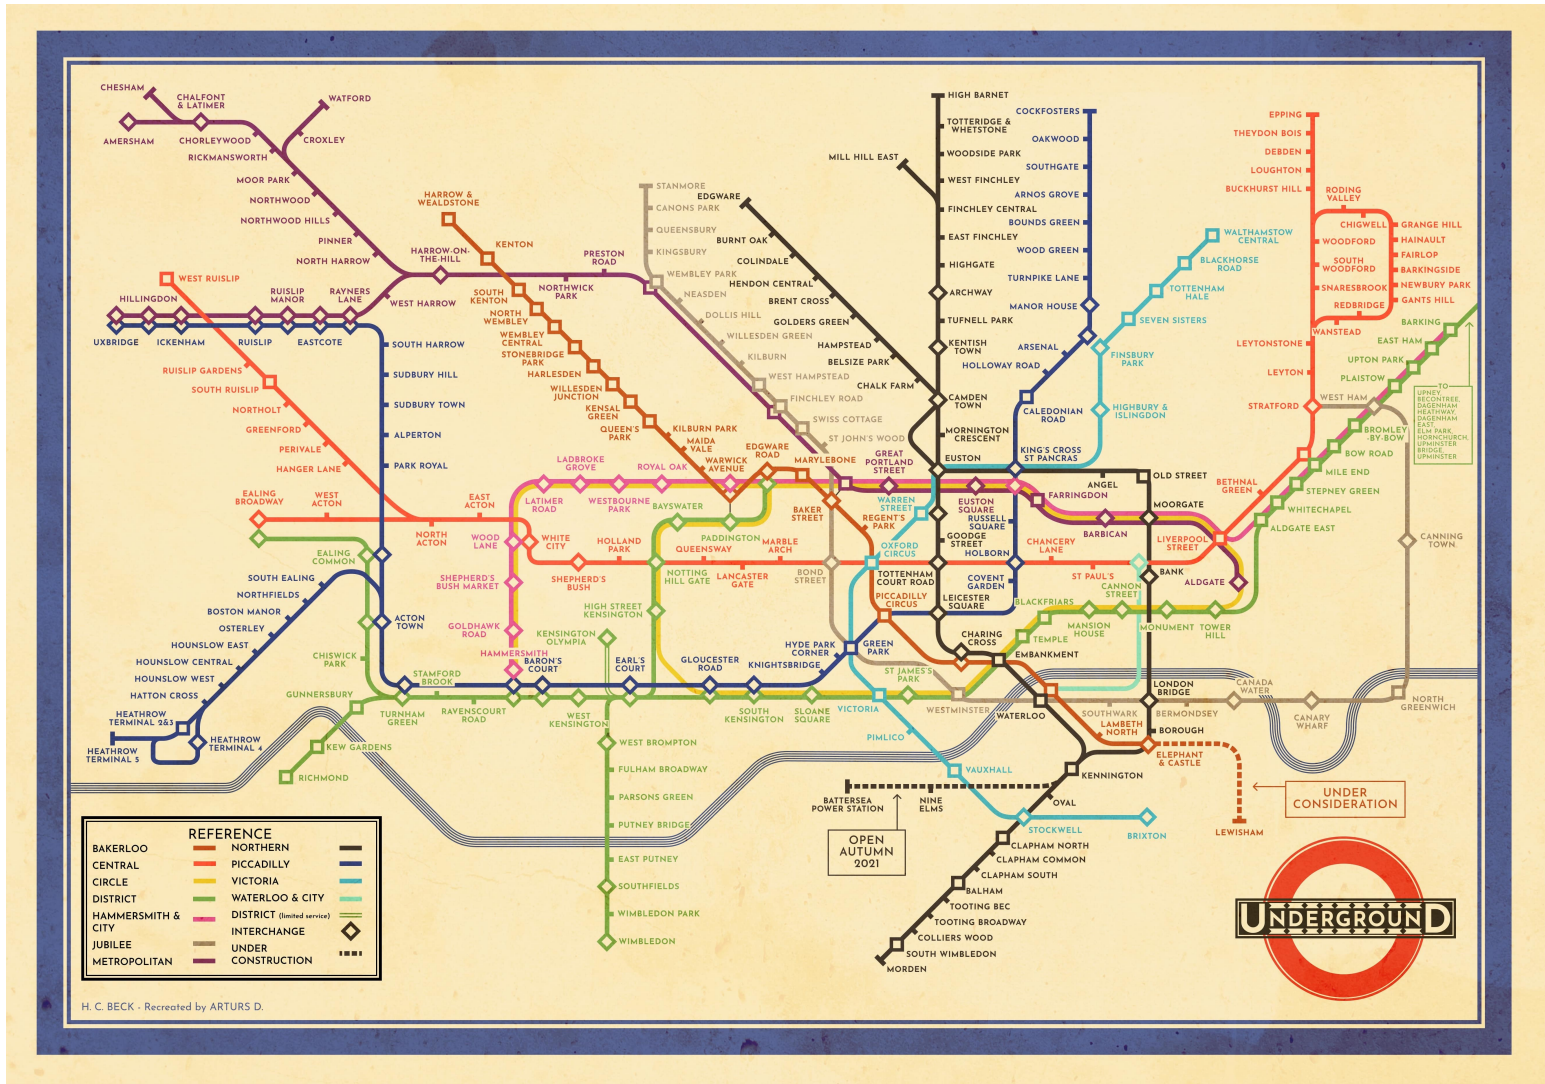 CHESHAM
CHALFONT
& LATIMER
WATFORD
AMERSHAM
CHORLEYWOOD
CROXLEY
RICKMANSWORTH
MOOR PARK
NORTHWOOD
NORTHWOOD HILLS
PINNER
NORTH HARROW
HARROW-ON-
THE-HILL
WEST HARROW
NORTHWICK
PARK
PRESTON
ROAD
HARROW &
WEALDSTONE
KENTON
SOUTH
KENTON
NORTH
WEMBLEY
WEMBLEY
CENTRAL
STONEBRIDGE
PARK
HARLESDEN
WILLESDEN
JUNCTION
KENSAL
GREEN
QUEEN'S
PARK
KILBURN PARK
MAIDA
VALE
WARWICK
AVENUE
EDGWARE
ROAD
MARYLEBONE
STANMORE
CANONS PARK
QUEENSBURY
KINGSBURY
WEMBLEY PARK
NEASDEN
DOLLIS HILL
WILLESDEN GREEN
KILBURN
WEST HAMPSTEAD
FINCHLEY ROAD
SWISS COTTAGE
ST JOHN'S WOOD
EDGWARE
BURNT OAK
COLINDALE
HENDON CENTRAL
BRENT CROSS
GOLDERS GREEN
HAMPSTEAD
BELSIZE PARK
CHALK FARM
MILL HILL EAST
HIGH BARNET
TOTTERIDGE &
WHETSTONE
WOODSIDE PARK
WEST FINCHLEY
FINCHLEY CENTRAL
EAST FINCHLEY
HIGHGATE
ARCHWAY
TUFNELL PARK
KENTISH
TOWN
CAMDEN
TOWN
MORNINGTON
CRESCENT
EUSTON
COCKFOSTERS
OAKWOOD
SOUTHGATE
ARNOS GROVE
BOUNDS GREEN
WOOD GREEN
TURNPIKE LANE
MANOR HOUSE
ARSENAL
HOLLOWAY ROAD
CALEDONIAN
ROAD
KING'S CROSS
ST PANCRAS
WALTHAMSTOW
CENTRAL
BLACKHORSE
ROAD
TOTTENHAM
HALE
SEVEN SISTERS
FINSBURY
PARK
HIGHBURY &
ISLINGDON
EPPING
THEYDON BOIS
DEBDEN
LOUGHTON
BUCKHURST HILL
RODING
VALLEY
CHIGWELL
GRANGE HILL
HAINAULT
FAIRLOP
BARKINGSIDE
NEWBURY PARK
GANTS HILL
REDBRIDGE
WANSTEAD
WOODFORD
SOUTH
WOODFORD
SNARESBROOK
LEYTONSTONE
LEYTON
STRATFORD
WEST HAM
BARKING
EAST HAM
UPTON PARK
PLAISTOW
BROMLEY
-BY-BOW
BOW ROAD
MILE END
STEPNEY GREEN
WHITECHAPEL
ALDGATE EAST
TO
UPNEY,
BECONTREE,
DAGENHAM
HEATHWAY,
DAGENHAM
EAST,
ELM PARK,
HORNCHURCH,
UPMINSTER
BRIDGE,
UPMINSTER
WEST RUISLIP
HILLINGDON
RUISLIP
MANOR
RAYNERS
LANE
UXBRIDGE
ICKENHAM
RUISLIP
EASTCOTE
SOUTH HARROW
SUDBURY HILL
SUDBURY TOWN
ALPERTON
PARK ROYAL
RUISLIP GARDENS
SOUTH RUISLIP
NORTHOLT
GREENFORD
PERIVALE
HANGER LANE
EALING
BROADWAY
WEST
ACTON
NORTH
ACTON
EAST
ACTON
WOOD
LANE
WHITE
CITY
LATIMER
ROAD
LADBROKE
GROVE
WESTBOURNE
PARK
ROYAL OAK
BAYSWATER
PADDINGTON
SHEPHERD'S
BUSH MARKET
SHEPHERD'S
BUSH
HOLLAND
PARK
NOTTING
HILL GATE
QUEENSWAY
LANCASTER
GATE
MARBLE
ARCH
BOND
STREET
BAKER
STREET
REGENT'S
PARK
OXFORD
CIRCUS
WARREN
STREET
GREAT
PORTLAND
STREET
EUSTON
SQUARE
RUSSELL
SQUARE
GOODGE
STREET
TOTTENHAM
COURT ROAD
HOLBORN
COVENT
GARDEN
LEICESTER
SQUARE
PICCADILLY
CIRCUS
CHARING
CROSS
EMBANKMENT
ANGEL
OLD STREET
FARRINGDON
BARBICAN
MOORGATE
LIVERPOOL
STREET
BETHNAL
GREEN
CHANCERY
LANE
ST PAUL'S
BANK
ALDGATE
CANNON
STREET
BLACKFRIARS
TEMPLE
MANSION
HOUSE
MONUMENT
TOWER
HILL
CANNING
TOWN
EALING
COMMON
ACTON
TOWN
CHISWICK
PARK
SOUTH EALING
NORTHFIELDS
BOSTON MANOR
OSTERLEY
HOUNSLOW EAST
HOUNSLOW CENTRAL
HOUNSLOW WEST
HATTON CROSS
HEATHROW
TERMINAL 2&3
HEATHROW
TERMINAL 4
HEATHROW
TERMINAL 5
GUNNERSBURY
KEW GARDENS
RICHMOND
STAMFORD
BROOK
TURNHAM
GREEN
RAVENCOURT
ROAD
GOLDHAWK
ROAD
HAMMERSMITH
BARON'S
COURT
WEST
KENSINGTON
KENSINGTON
OLYMPIA
HIGH STREET
KENSINGTON
EARL'S
COURT
GLOUCESTER
ROAD
SOUTH
KENSINGTON
KNIGHTSBRIDGE
HYDE PARK
CORNER
GREEN
PARK
SLOANE
SQUARE
VICTORIA
ST JAMES'S
PARK
WESTMINSTER
WATERLOO
SOUTHWARK
LAMBETH
NORTH
LONDON
BRIDGE
BERMONDSEY
BOROUGH
CANADA
WATER
CANARY
WHARF
NORTH
GREENWICH
ELEPHANT
& CASTLE
LEWISHAM
UNDER
CONSIDERATION
WEST BROMPTON
FULHAM BROADWAY
PARSONS GREEN
PUTNEY BRIDGE
EAST PUTNEY
SOUTHFIELDS
WIMBLEDON PARK
WIMBLEDON
PIMLICO
VAUXHALL
STOCKWELL
BRIXTON
BATTERSEA
POWER STATION
NINE
ELMS
OPEN
AUTUMN
2021
KENNINGTON
OVAL
CLAPHAM NORTH
CLAPHAM COMMON
CLAPHAM SOUTH
BALHAM
TOOTING BEC
TOOTING BROADWAY
COLLIERS WOOD
SOUTH WIMBLEDON
MORDEN
REFERENCE
BAKERLOO
CENTRAL
CIRCLE
DISTRICT
HAMMERSMITH &
CITY
JUBILEE
METROPOLITAN
NORTHERN
PICCADILLY
VICTORIA
WATERLOO & CITY
DISTRICT (limited service)
INTERCHANGE
UNDER
CONSTRUCTION
UNDERGROUND
H. C. BECK - Recreated by ARTURS D.